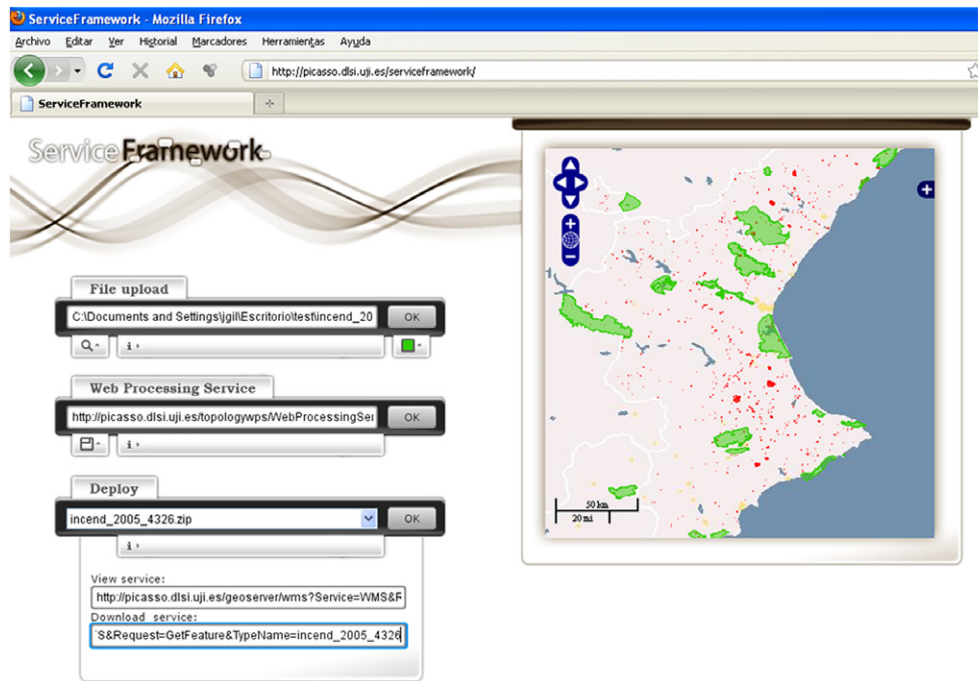 ServiceFramework - Mozilla Firefox
Archivo Editar Ver Historial Marcadores Herramientas Ayuda
http://picasso.dlsi.uji.es/serviceframework/
ServiceFramework
ServiceFramework
File upload
C:\Documents and Settings\jgil\Escritorio\test\incend_20
OK
i
Web Processing Service
http://picasso.dlsi.uji.es/topologywps/WebProcessingSer
OK
i
Deploy
incend_2005_4326.zip
OK
i
View service:
http://picasso.dlsi.uji.es/geoserver/wms?Service=WMS&R
Download service:
S&Request=GetFeature&TypeName=incend_2005_4326
50 km
20 mi